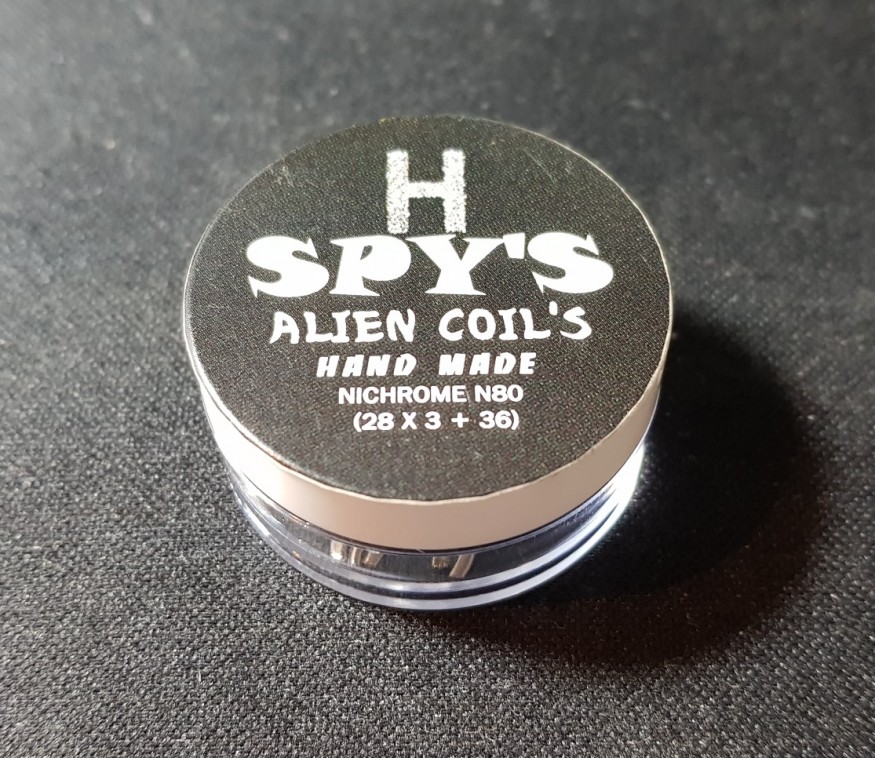 H
SPY'S
ALIEN COIL'S
HAND MADE
NICHROME N80
(28 X 3 + 36)